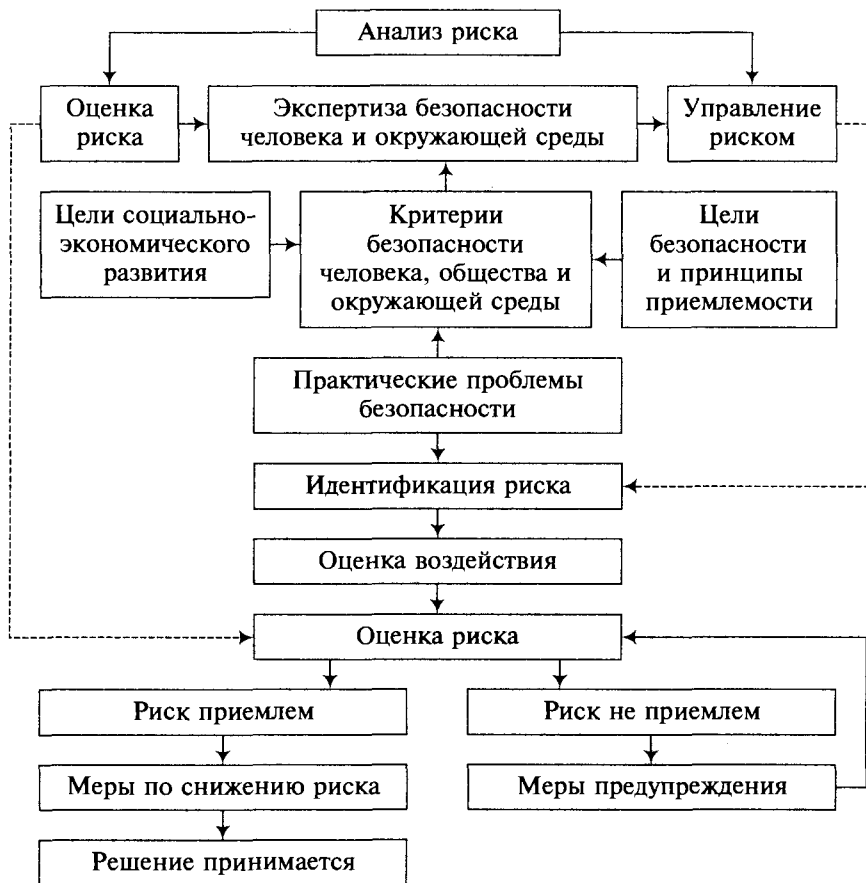 Анализ риска
Оценка
риска
Экспертиза безопасности
человека и окружающей среды
Управление
риском
Цели социально-
экономического
развития
Критерии
безопасности
человека, общества и
окружающей среды
Цели
безопасности
и принципы
приемлемости
Практические проблемы
безопасности
Идентификация риска
Оценка воздействия
Оценка риска
Риск приемлем
Риск не приемлем
Меры по снижению риска
Меры предупреждения
Решение принимается